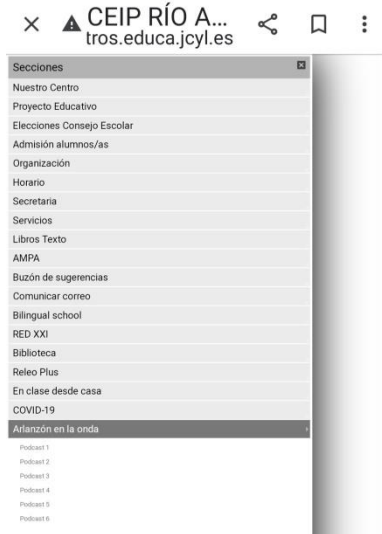 CEIP RÍO A...
tros.educa.jcyl.es
Secciones
Nuestro Centro
Proyecto Educativo
Elecciones Consejo Escolar
Admisión alumnos/as
Organización
Horario
Secretaria
Servicios
Libros Texto
AMPA
Buzón de sugerencias
Comunicar correo
Bilingual school
RED XXI
Biblioteca
Releo Plus
En clase desde casa
COVID-19
Arlanzón en la onda
Podcast 1
Podcast 2
Podcast 3
Podcast 4
Podcast 5
Podcast 6